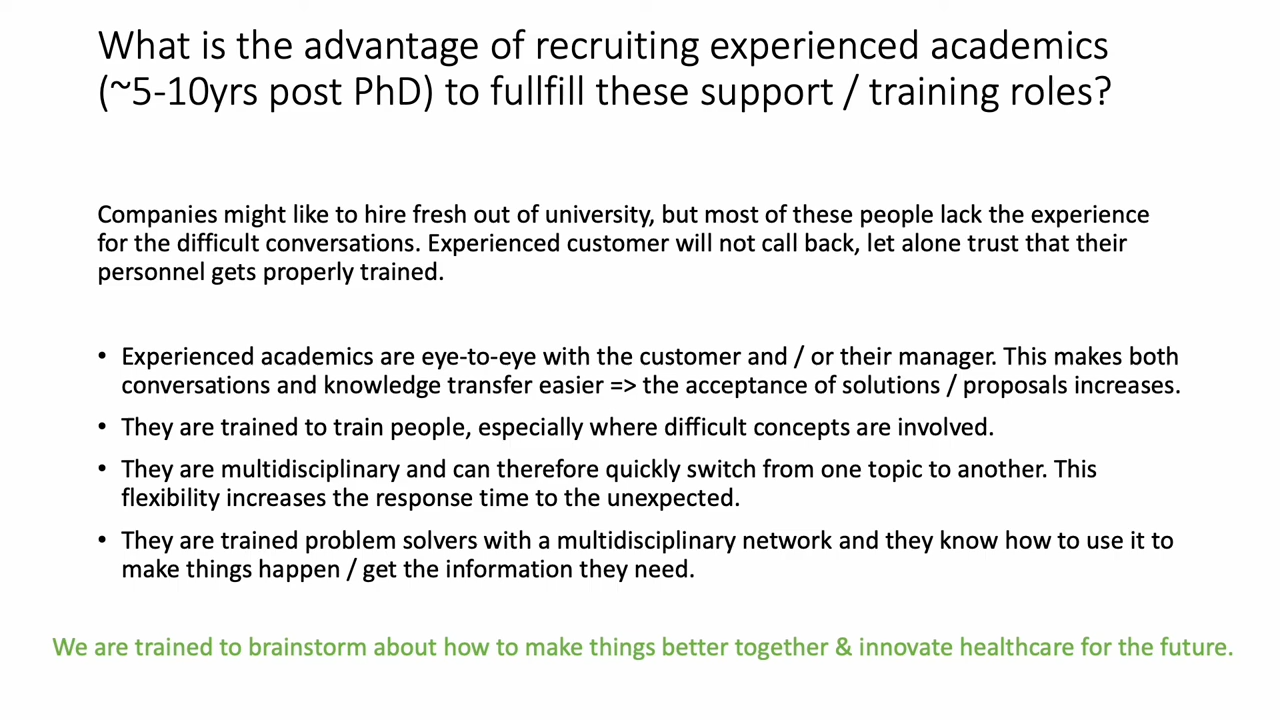 What is the advantage of recruiting experienced academics
(~5-10yrs post PhD) to fullfill these support / training roles?
Companies might like to hire fresh out of university, but most of these people lack the experience
for the difficult conversations. Experienced customer will not call back, let alone trust that their
personnel gets properly trained.
• Experienced academics are eye-to-eye with the customer and / or their manager. This makes both
conversations and knowledge transfer easier => the acceptance of solutions / proposals increases.
• They are trained to train people, especially where difficult concepts are involved.
• They are multidisciplinary and can therefore quickly switch from one topic to another. This
flexibility increases the response time to the unexpected.
• They are trained problem solvers with a multidisciplinary network and they know how to use it to
make things happen / get the information they need.
We are trained to brainstorm about how to make things better together & innovate healthcare for the future.